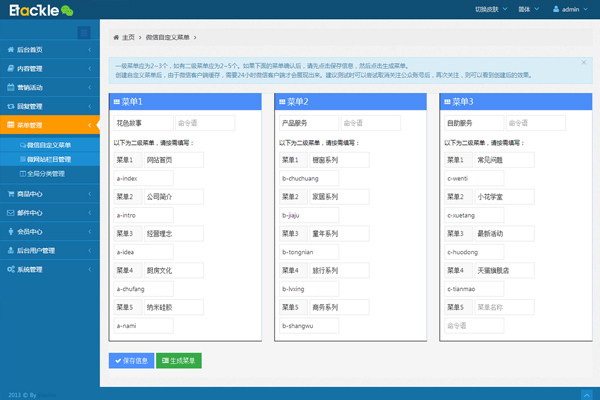 Etackle
切换皮肤
简体
admin
后台首页
内容管理
营销活动
回复管理
菜单管理
微信自定义菜单
微网站栏目管理
全局分类管理
商品中心
邮件中心
会员中心
后台用户管理
系统管理
主页 > 微信自定义菜单 >
一级菜单应为2~3个，如有二级菜单应为2~5个。如果下面的菜单确认后，请先点击保存信息，然后点击生成菜单。
创建自定义菜单后，由于微信客户端缓存，需要24小时微信客户端才会展现出来。建议测试时可以尝试取消关注公众账号后，再次关注，则可以看到创建后的效果。
×
菜单1
花色故事 命令语
以下为二级菜单，请按需填写：
菜单1 网站首页
a-index
菜单2 公司简介
a-intro
菜单3 经营理念
a-idea
菜单4 厨房文化
a-chufang
菜单5 纳米硅胶
a-nami
菜单2
产品服务 命令语
以下为二级菜单，请按需填写：
菜单1 橱窗系列
b-chuchuang
菜单2 家居系列
b-jiaju
菜单3 童年系列
b-tongnian
菜单4 旅行系列
b-lvxing
菜单5 商务系列
b-shangwu
菜单3
自助服务 命令语
以下为二级菜单，请按需填写：
菜单1 常见问题
c-wenti
菜单2 小花学堂
c-xuetang
菜单3 最新活动
c-huodong
菜单4 天猫旗舰店
c-tianmao
菜单5 菜单名称
命令语
保存信息
生成菜单
2013 © By